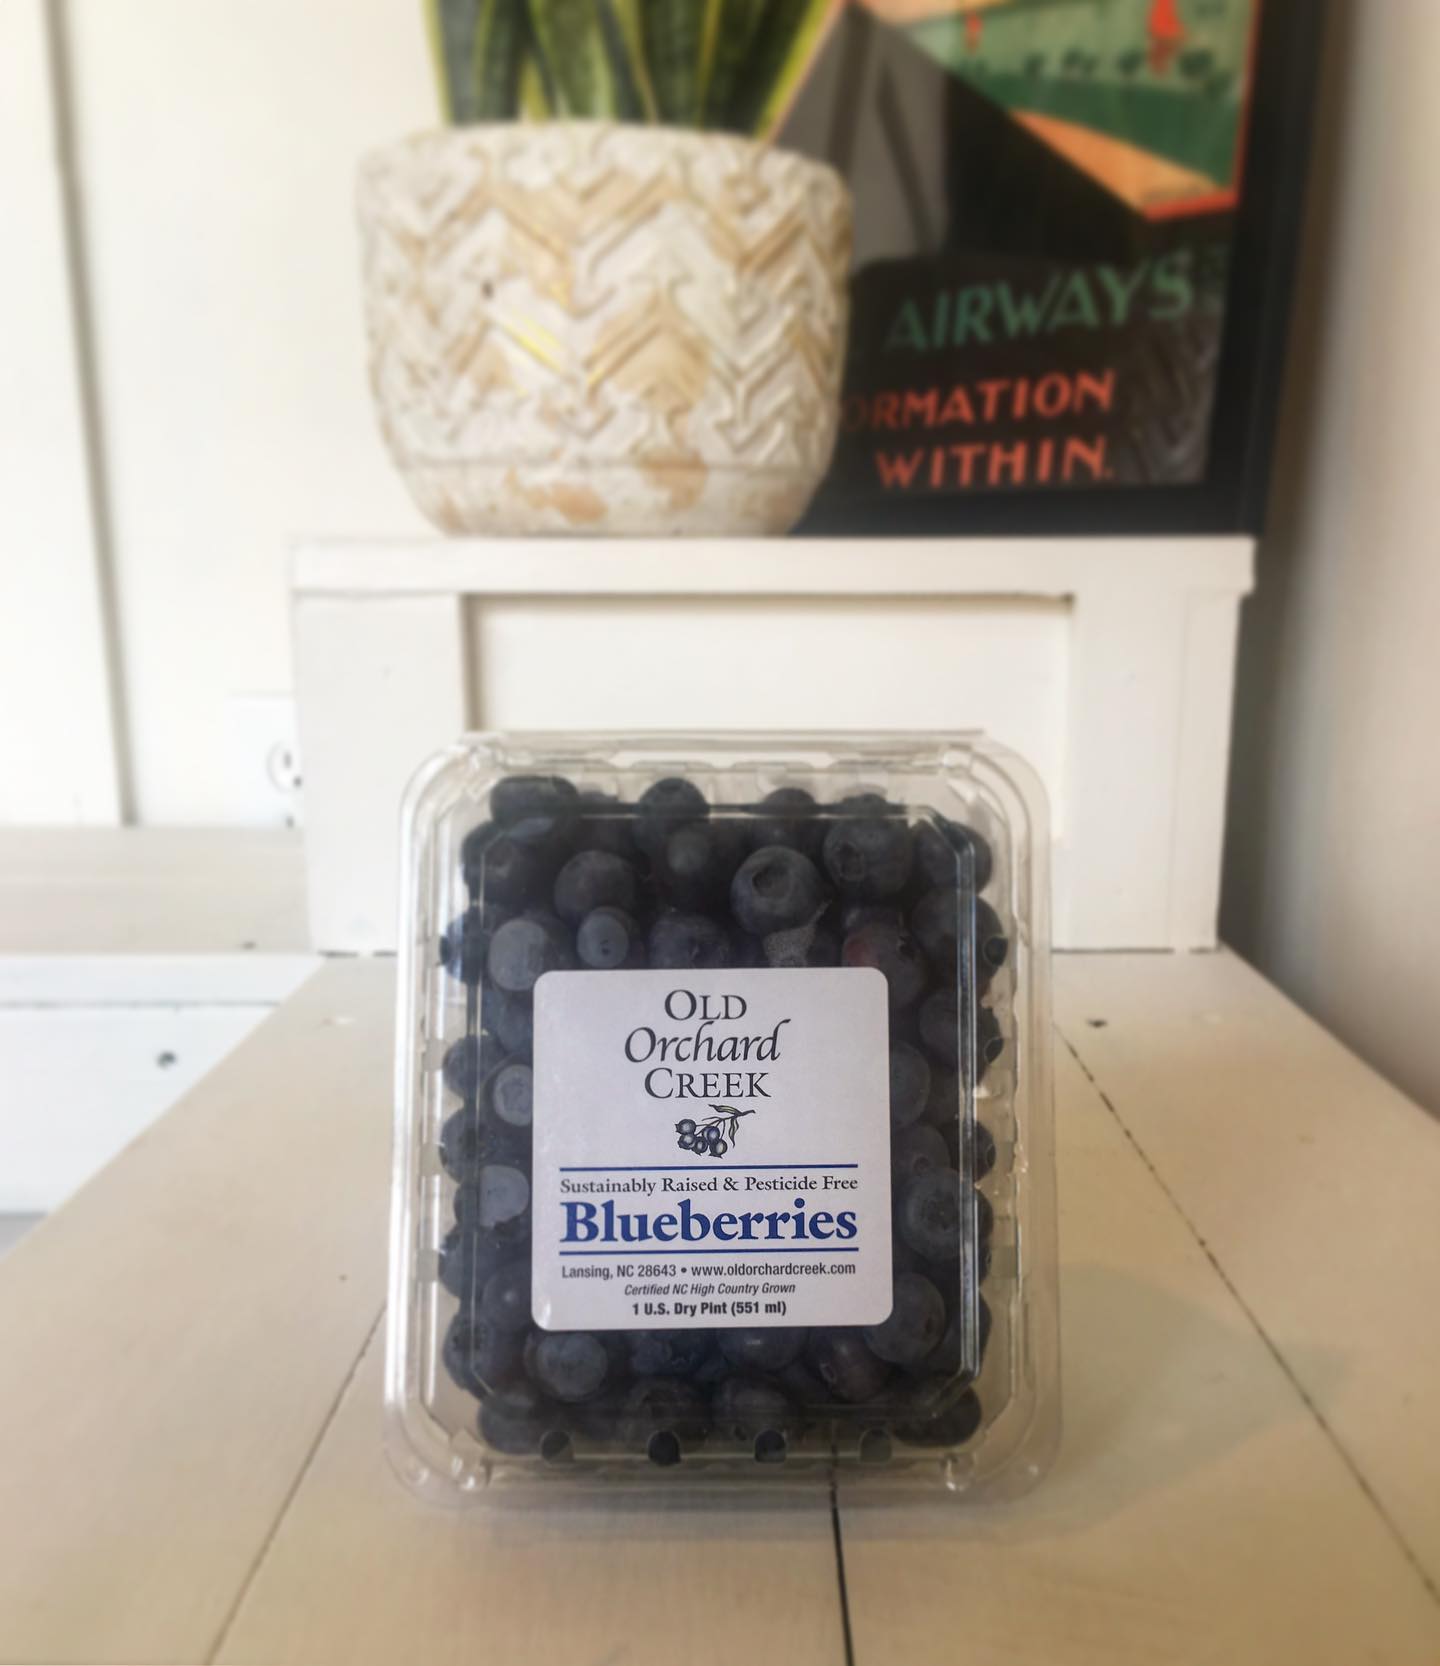 AIRWAYS
ORMATION
WITHIN.
OLD
Orchard
CREEK
Sustainably Raised & Pesticide Free
Blueberries
Lansing, NC 28643 • www.oldorchardcreek.com
Certified NC High Country Grown
1 U.S. Dry Pint (551 ml)